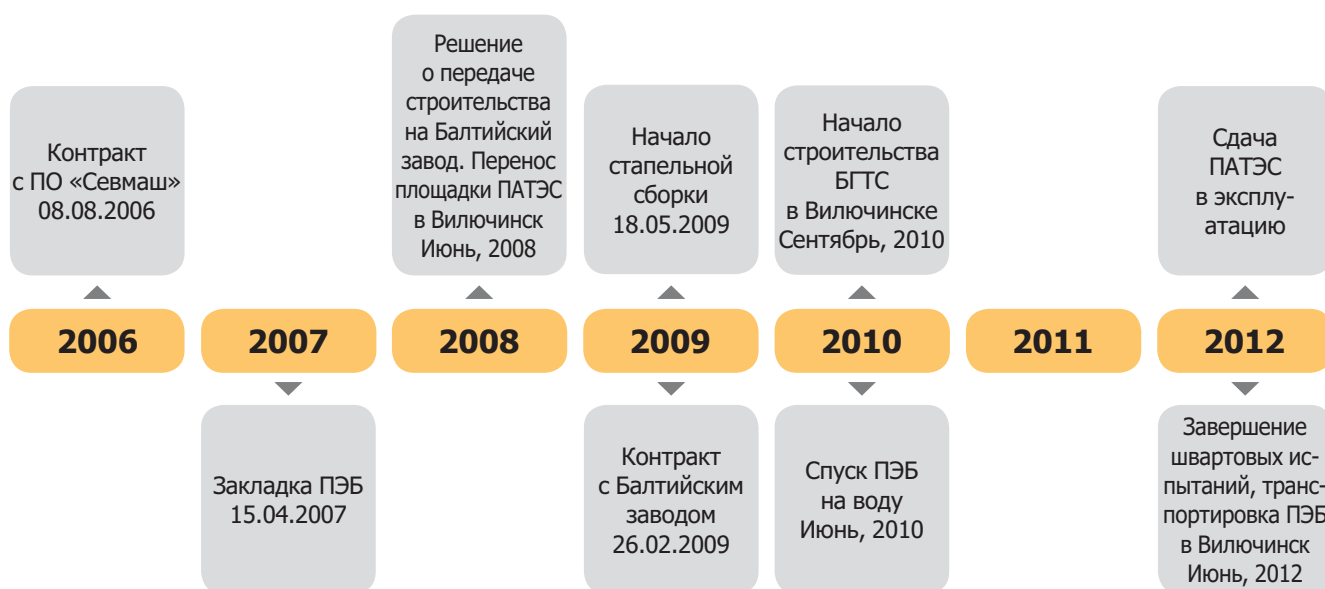 Контракт
с ПО «Севмаш»
08.08.2006
Решение
о передаче
строительства
на Балтийский
завод. Перенос
площадки ПАТЭС
в Вилючинск
Июнь, 2008
Начало
стапельной
сборки
18.05.2009
Начало
строительства
БГТС
в Вилючинске
Сентябрь, 2010
Сдача
ПАТЭС
в эксплу-
атацию
2006
2007
2008
2009
2010
2011
2012
Закладка ПЭБ
15.04.2007
Контракт
с Балтийским
заводом
26.02.2009
Спуск ПЭБ
на воду
Июнь, 2010
Завершение
швартовых ис-
пытаний, транс-
портировка ПЭБ
в Вилючинск
Июнь, 2012